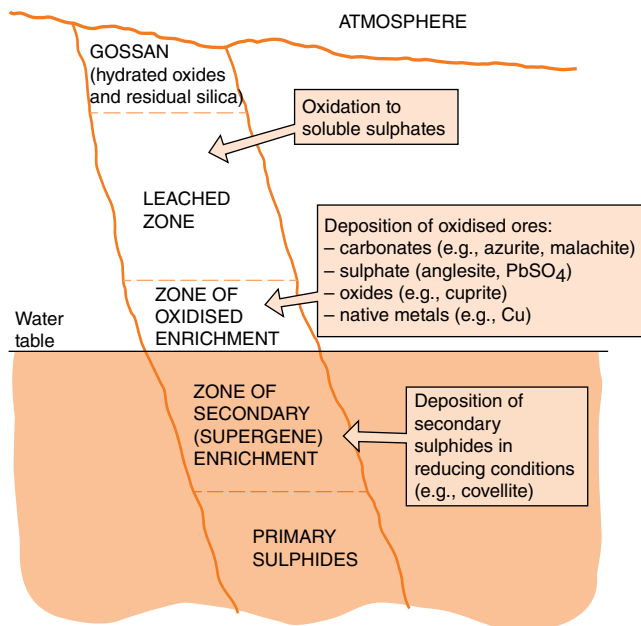 ATMOSPHERE
GOSSAN
(hydrated oxides
and residual silica)
Oxidation to
soluble sulphates
LEACHED
ZONE
Deposition of oxidised ores:
– carbonates (e.g., azurite, malachite)
– sulphate (anglesite, PbSO₄)
– oxides (e.g., cuprite)
– native metals (e.g., Cu)
ZONE OF
OXIDISED
ENRICHMENT
Water
table
ZONE OF
SECONDARY
(SUPERGENE)
ENRICHMENT
Deposition of
secondary
sulphides in
reducing conditions
(e.g., covellite)
PRIMARY
SULPHIDES